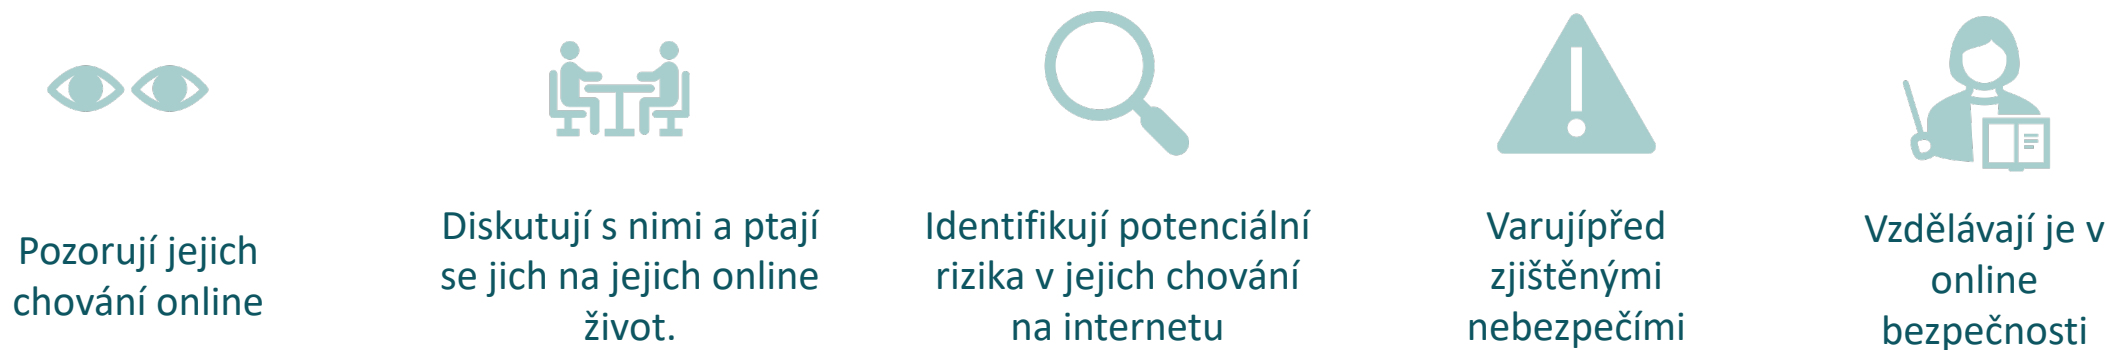 Pozorují jejich
chování online
Diskutují s nimi a ptají
se jich na jejich online
život.
Identifikují potenciální
rizika v jejich chování
na internetu
Varujípřed
zjištěnými
nebezpečími
Vzdělávají je v
online
bezpečnosti